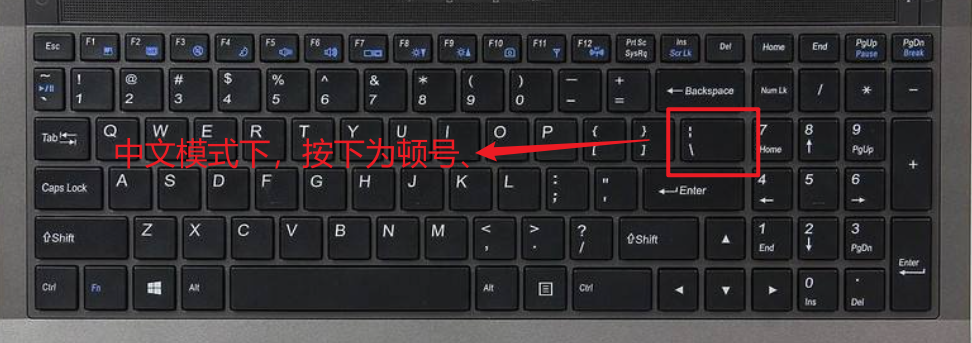 Esc F1 F2 F3 F4 F5 F6 F7 F8 F9 F10 F11 F12 Prt Sc SysRq Ins Scr Lk Del Home End PgUp Pause PgDn Break
~ ! 1 @ 2 # 3 $ 4 % 5 ^ 6 & 7 * 8 ( 9 ) 0 — - + = ←Backspace Num Lk / * −
Tab Q W E R T Y U I O P { [ } ] ¦ \ 7 Home 8 ↑ 9 PgUp +
中文模式下，按下为顿号、
Caps Lock A S D F G H J K L : ; " ' Enter 4 ← 5 6 →
⇧Shift Z X C V B N M < , > . ? / ⇧Shift ▲ 1 End 2 ↓ 3 PgDn Enter
Ctrl Fn Alt Alt Ctrl ◄ ▼ ► 0 Ins . Del